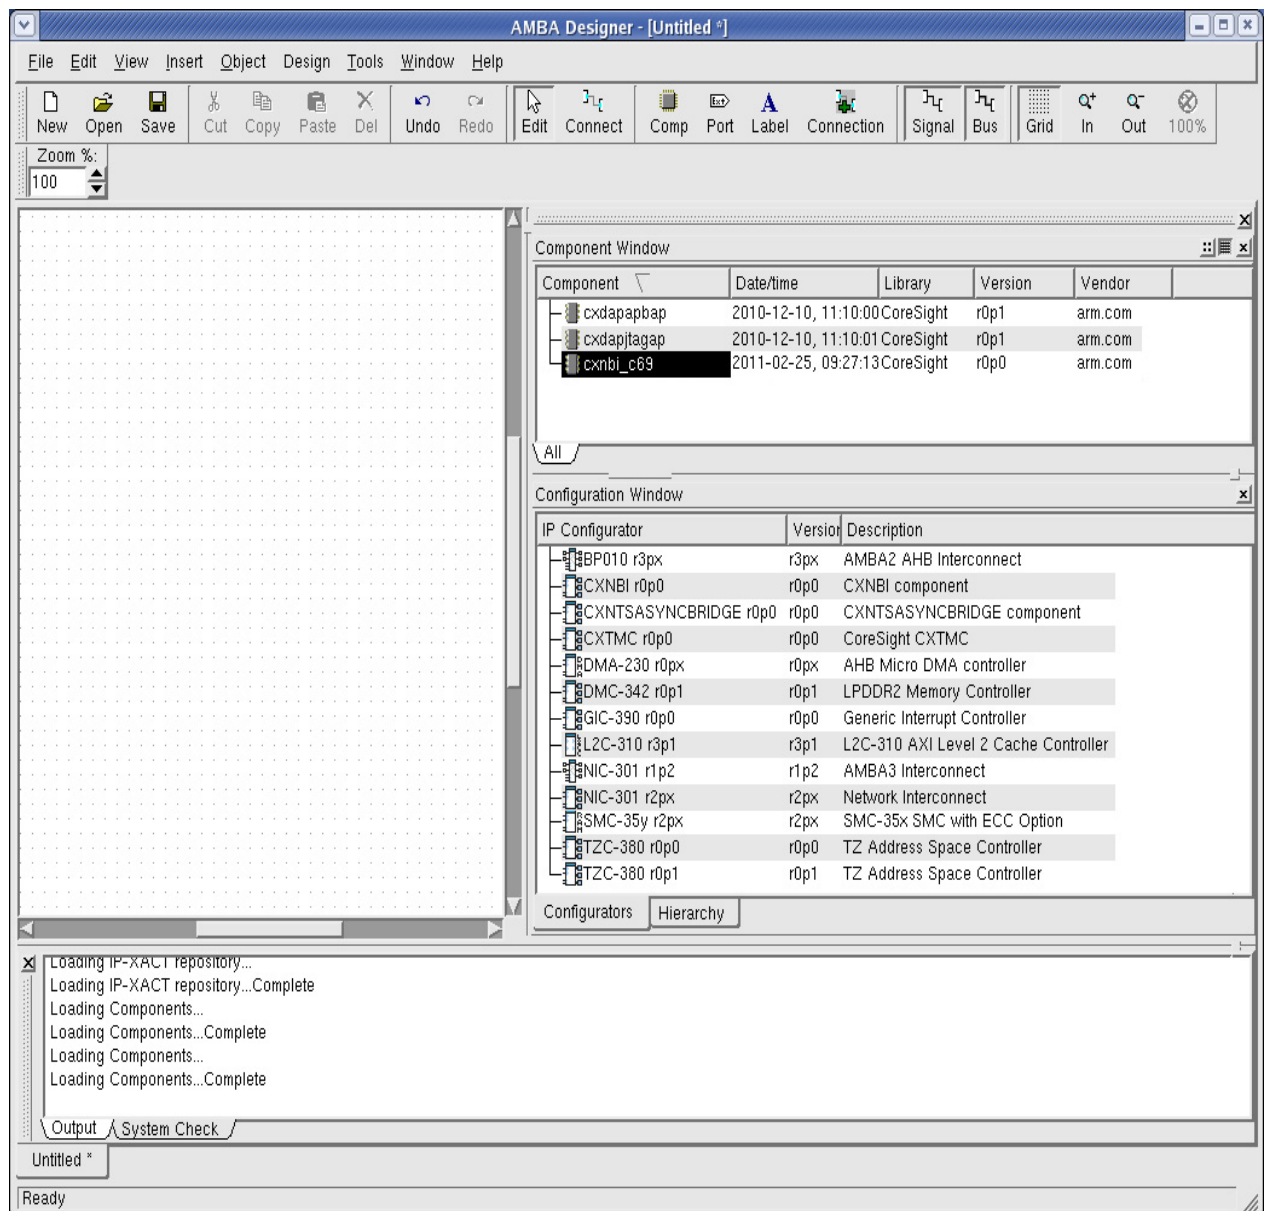 AMBA Designer - [Untitled *]
File Edit View Insert Object Design Tools Window Help
New Open Save Cut Copy Paste Del Undo Redo Edit Connect Comp Port Label Connection Signal Bus Grid In Out 100%
Zoom %:
100
Component Window
Component Date/time Library Version Vendor
cxdapapbap 2010-12-10, 11:10:00 CoreSight r0p1 arm.com
cxdapjtagap 2010-12-10, 11:10:01 CoreSight r0p1 arm.com
cxnbi_c69 2011-02-25, 09:27:13 CoreSight r0p0 arm.com
All
Configuration Window
IP Configurator Version Description
BP010 r3px r3px AMBA2 AHB Interconnect
CXNBI r0p0 r0p0 CXNBI component
CXNTSASYNCBRIDGE r0p0 r0p0 CXNTSASYNCBRIDGE component
CXTMC r0p0 r0p0 CoreSight CXTMC
DMA-230 r0px r0px AHB Micro DMA controller
DMC-342 r0p1 r0p1 LPDDR2 Memory Controller
GIC-390 r0p0 r0p0 Generic Interrupt Controller
L2C-310 r3p1 r3p1 L2C-310 AXI Level 2 Cache Controller
NIC-301 r1p2 r1p2 AMBA3 Interconnect
NIC-301 r2px r2px Network Interconnect
SMC-35y r2px r2px SMC-35x SMC with ECC Option
TZC-380 r0p0 r0p0 TZ Address Space Controller
TZC-380 r0p1 r0p1 TZ Address Space Controller
Configurators Hierarchy
Loading IP-XACT repository...
Loading IP-XACT repository...Complete
Loading Components...
Loading Components...Complete
Loading Components...
Loading Components...Complete
Output System Check
Untitled *
Ready